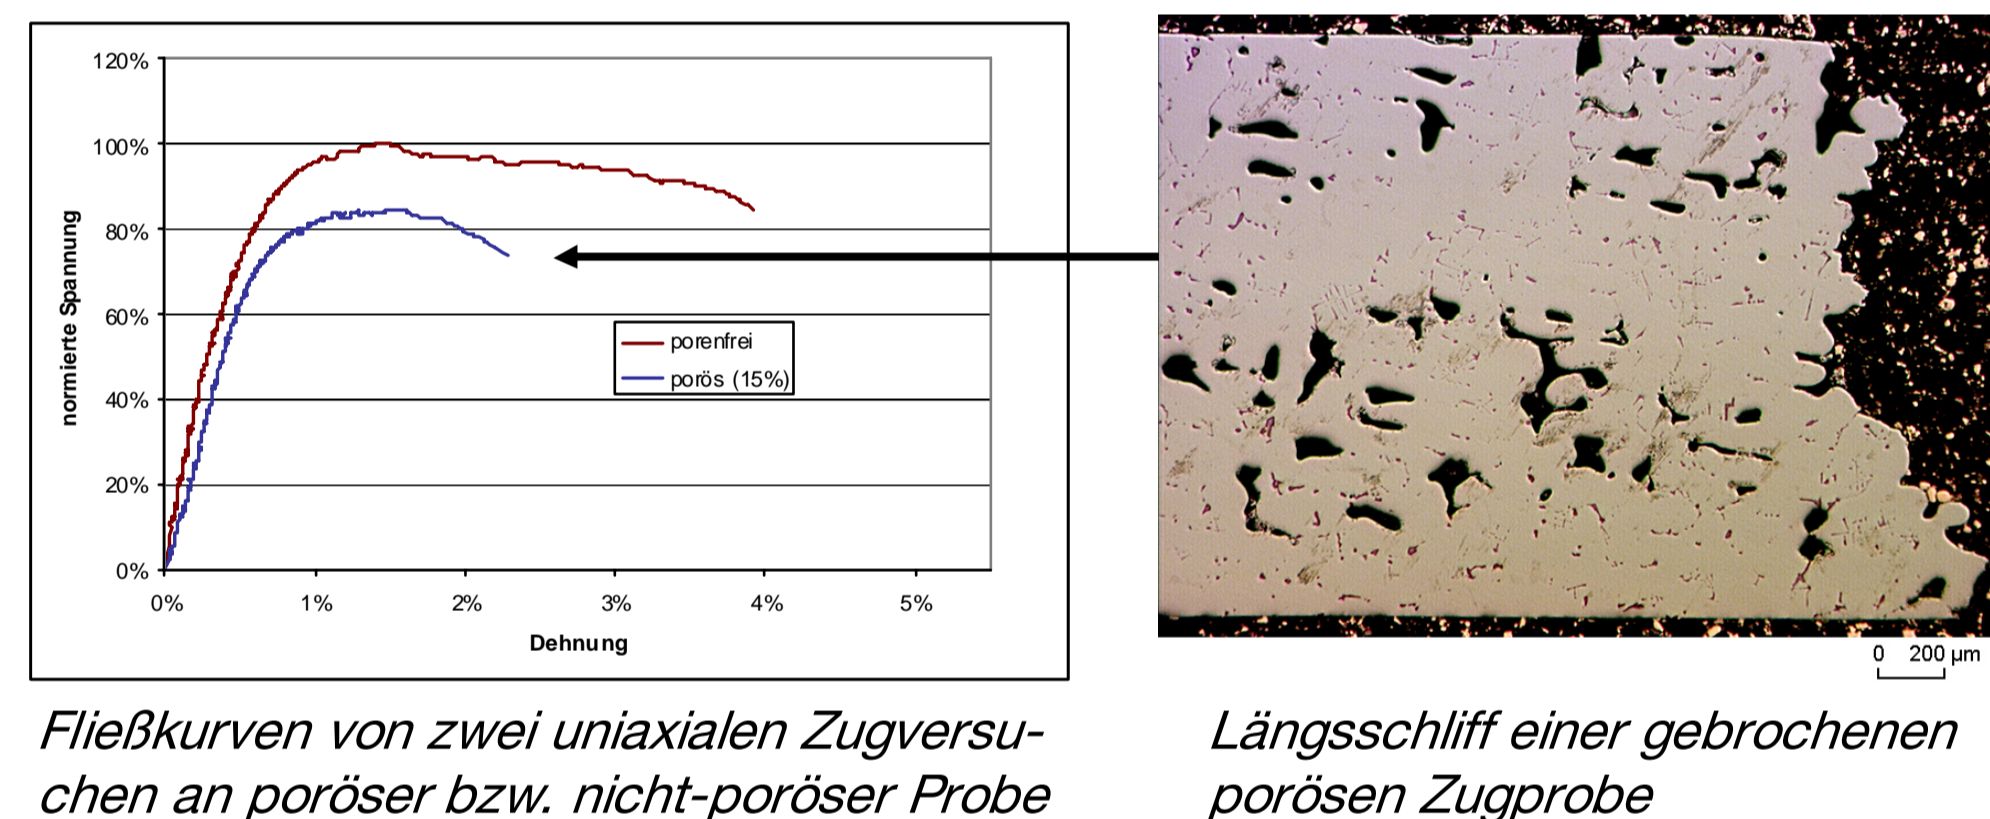 120%
100%
80%
60%
40%
20%
0%
0% 1% 2% 3% 4% 5%
normierte Spannung
Dehnung
porenfrei
porös (15%)
0 200 µm
Fließkurven von zwei uniaxialen Zugversu-
chen an poröser bzw. nicht-poröser Probe
Längsschliff einer gebrochenen
porösen Zugprobe